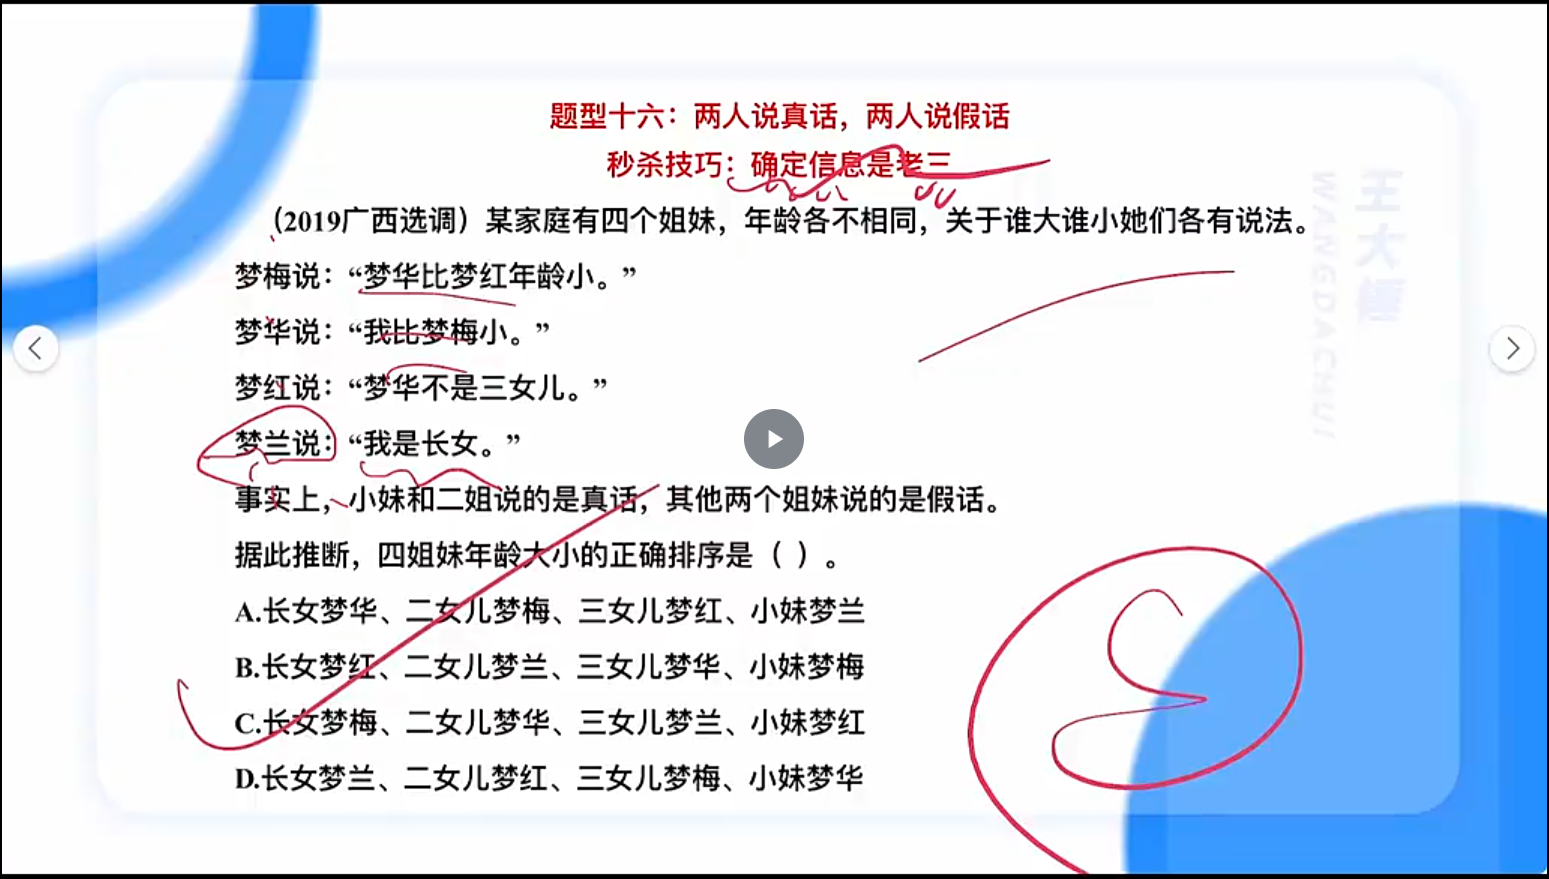 题型十六：两人说真话，两人说假话
秒杀技巧：确定信息是老三
（2019广西选调）某家庭有四个姐妹，年龄各不相同，关于谁大谁小她们各有说法。
梦梅说：“梦华比梦红年龄小。”
梦华说：“我比梦梅小。”
梦红说：“梦华不是三女儿。”
梦兰说：“我是长女。”
事实上，小妹和二姐说的是真话，其他两个姐妹说的是假话。
据此推断，四姐妹年龄大小的正确排序是（ ）。
A.长女梦华、二女儿梦梅、三女儿梦红、小妹梦兰
B.长女梦红、二女儿梦兰、三女儿梦华、小妹梦梅
C.长女梦梅、二女儿梦华、三女儿梦兰、小妹梦红
D.长女梦兰、二女儿梦红、三女儿梦梅、小妹梦华
王大锤
WANGDACHUI